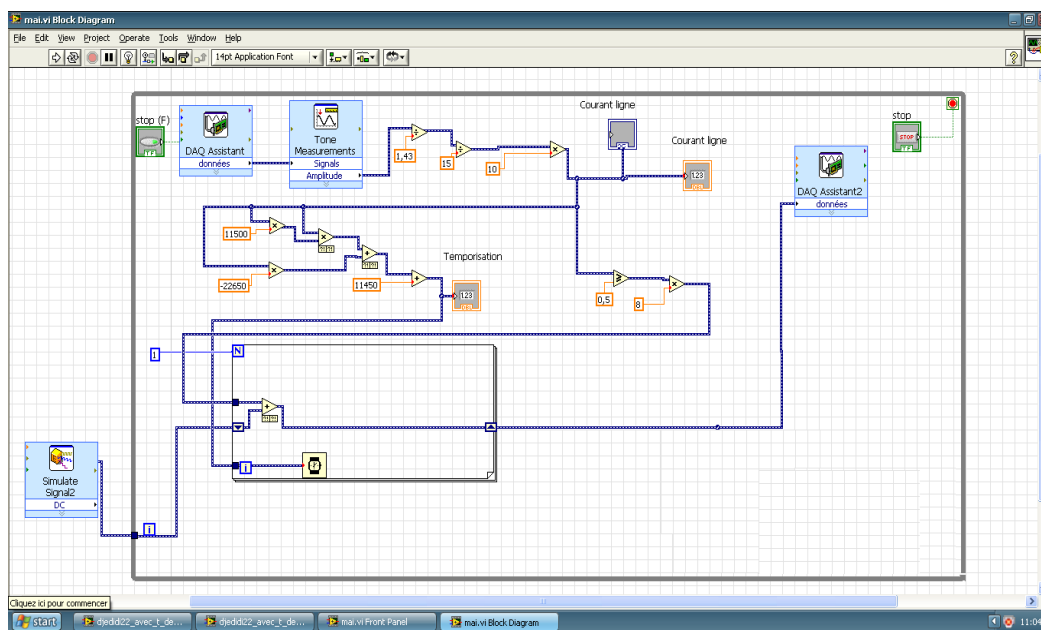 mai.vi Block Diagram
File Edit View Project Operate Tools Window Help
14pt Application Font
stop (F)
TF
DAQ Assistant
données
Tone
Measurements
Signals
Amplitude
1,43
15
10
Courant ligne
Courant ligne
123
stop
STOP
TF
DAQ Assistant2
données
11500
-22650
11450
Temporisation
123
0,5
8
1
N
i
Simulate
Signal2
DC
i
Cliquez ici pour commencer
start
djedidi22_avec_t_de...
djedidi22_avec_t_de...
mai.vi Front Panel
mai.vi Block Diagram
11:04